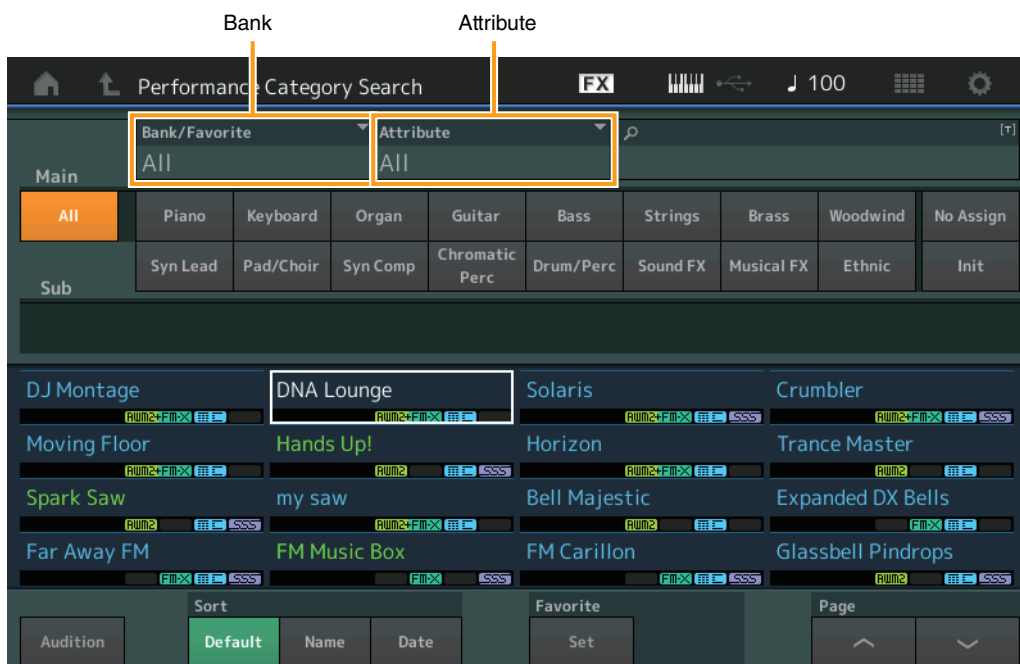 Bank Attribute
Performance Category Search FX 100
Bank/Favorite Attribute [T]
All All
Main
All Piano Keyboard Organ Guitar Bass Strings Brass Woodwind No Assign
Syn Lead Pad/Choir Syn Comp Chromatic Perc Drum/Perc Sound FX Musical FX Ethnic Init
Sub
DJ Montage DNA Lounge Solaris Crumbler
AWM2+FM-X AWM2+FM-X AWM2+FM-X SSS AWM2+FM-X SSS
Moving Floor Hands Up! Horizon Trance Master
AWM2+FM-X AWM2 SSS AWM2+FM-X AWM2
Spark Saw my saw Bell Majestic Expanded DX Bells
AWM2 SSS AWM2+FM-X AWM2 FM-X
Far Away FM FM Music Box FM Carillon Glassbell Pindrops
FM-X SSS FM-X SSS FM-X SSS AWM2 SSS
Sort Favorite Page
Audition Default Name Date Set